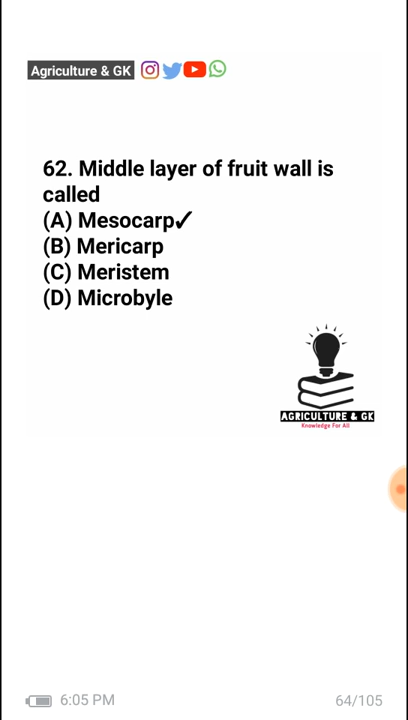 Agriculture & GK
62. Middle layer of fruit wall is
called
(A) Mesocarp✓
(B) Mericarp
(C) Meristem
(D) Microbyle
AGRICULTURE & GK
Knowledge For All
6:05 PM
64/105